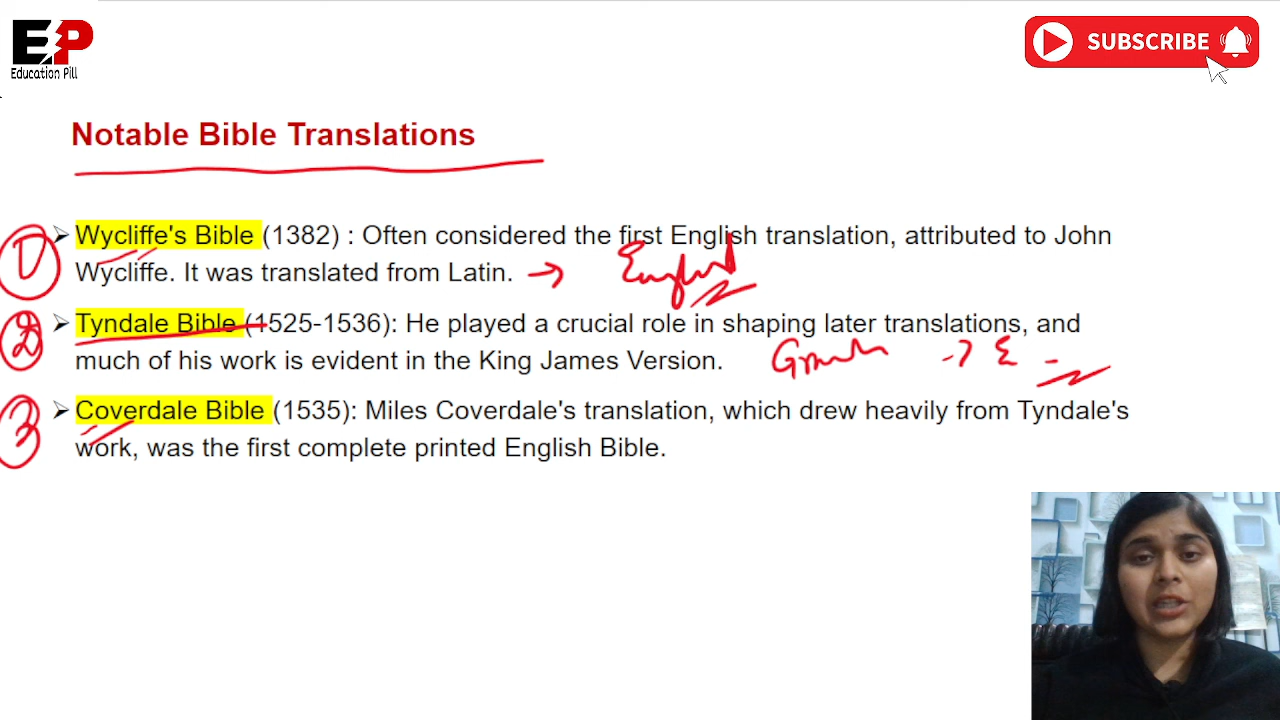 EP
Education Pill
SUBSCRIBE
Notable Bible Translations
1
➢ Wycliffe's Bible (1382) : Often considered the first English translation, attributed to John
Wycliffe. It was translated from Latin. → English
2
➢ Tyndale Bible (1525-1536): He played a crucial role in shaping later translations, and
much of his work is evident in the King James Version. → E
3
➢ Coverdale Bible (1535): Miles Coverdale's translation, which drew heavily from Tyndale's
work, was the first complete printed English Bible.